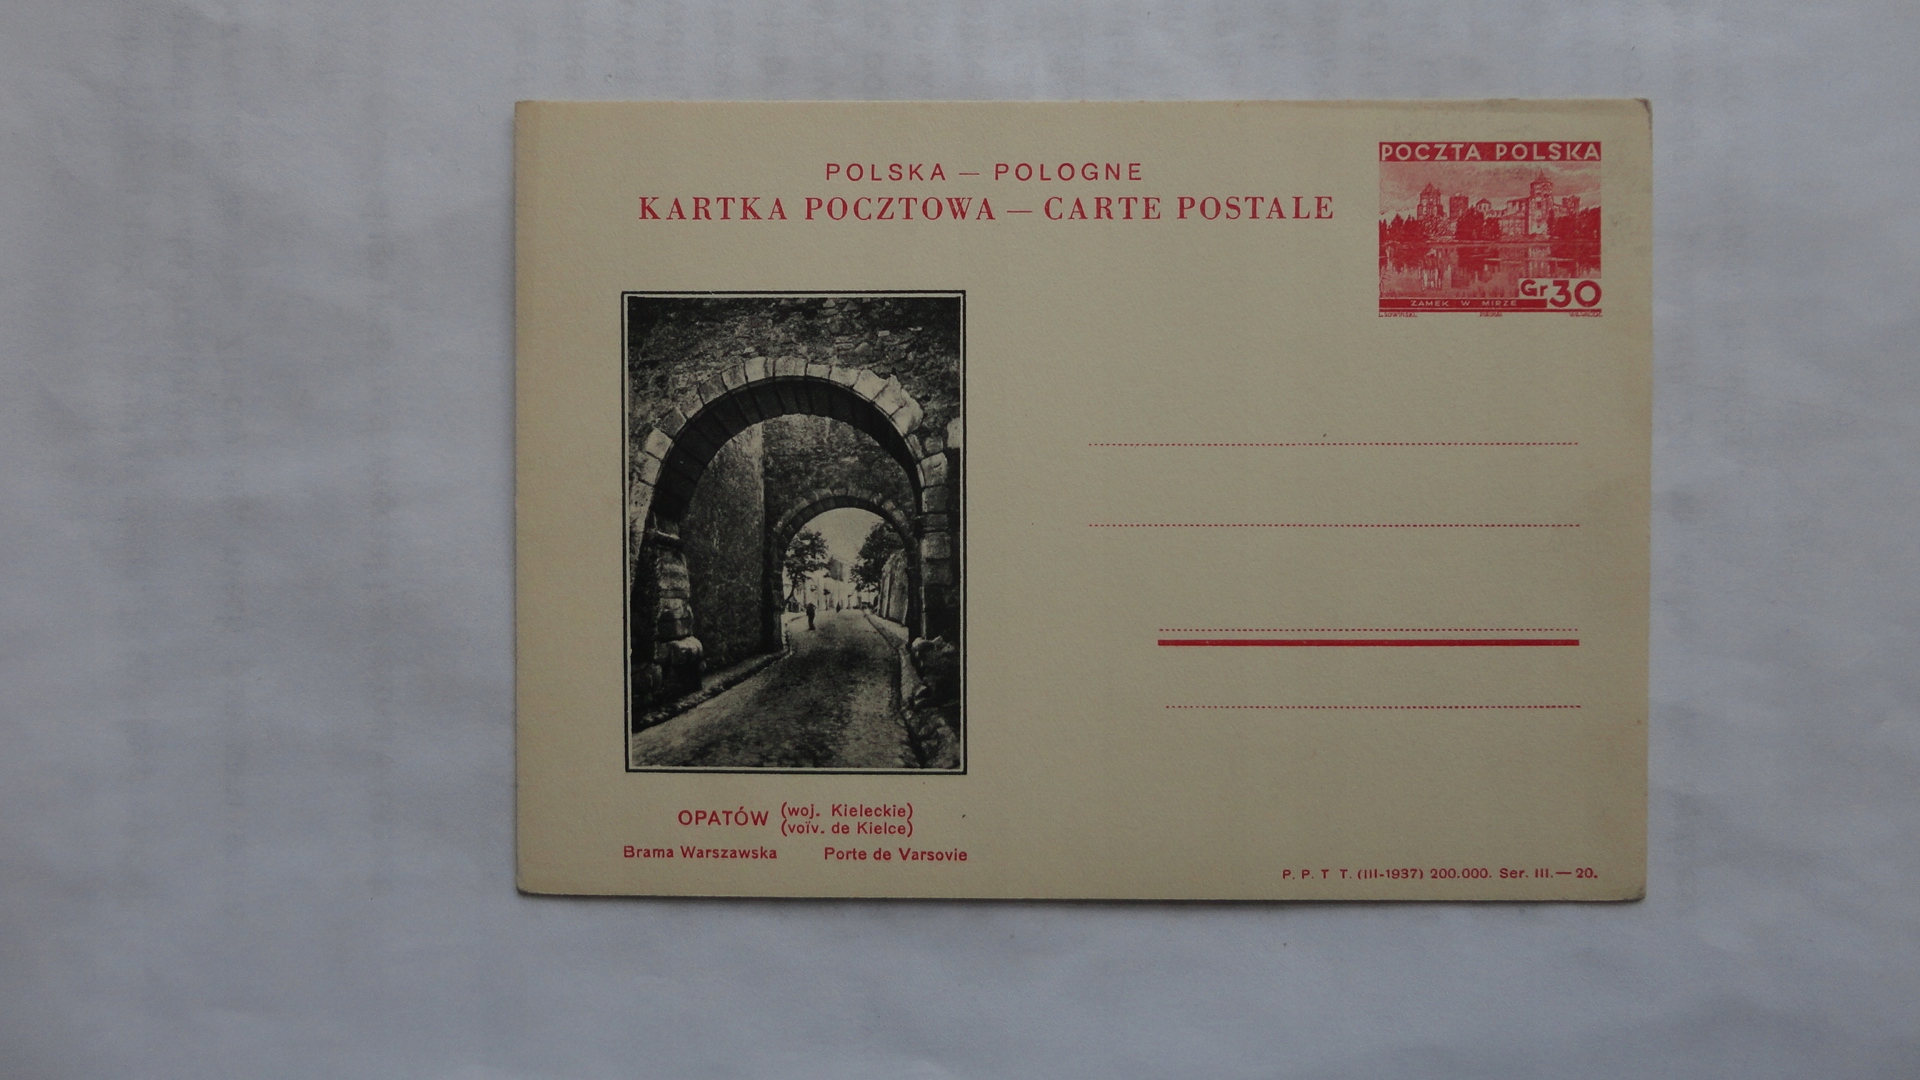 POLSKA — POLOGNE
KARTKA POCZTOWA — CARTE POSTALE
POCZTA POLSKA
Gr 30
ZAMEK W MIRZE
OPATÓW (woj. Kieleckie)
(voïv. de Kielce)
Brama Warszawska Porte de Varsovie
P. P. T T. (III-1937) 200.000. Ser. III.— 20.